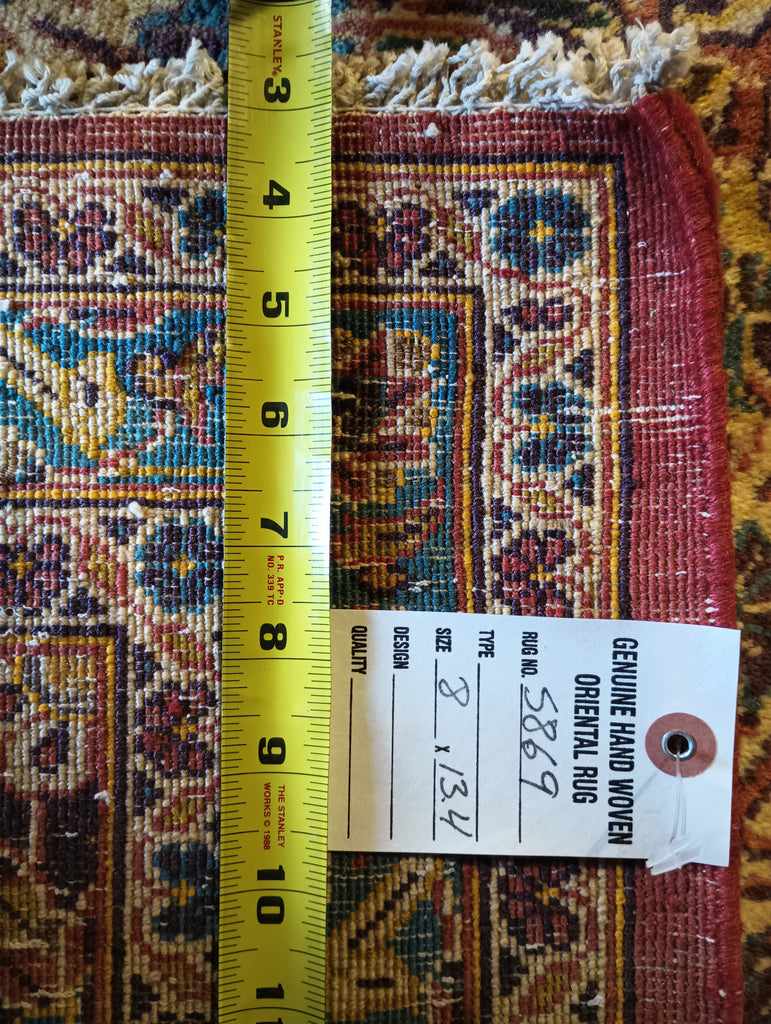 STANLEY®
3
4
5
6
7
P.R. APP-D
NO. 339 TC
8
9
THE STANLEY
WORKS © 1988
10
11
GENUINE HAND WOVEN
ORIENTAL RUG
RUG NO. 5869
TYPE
SIZE 8 X 13.4
DESIGN
QUALITY